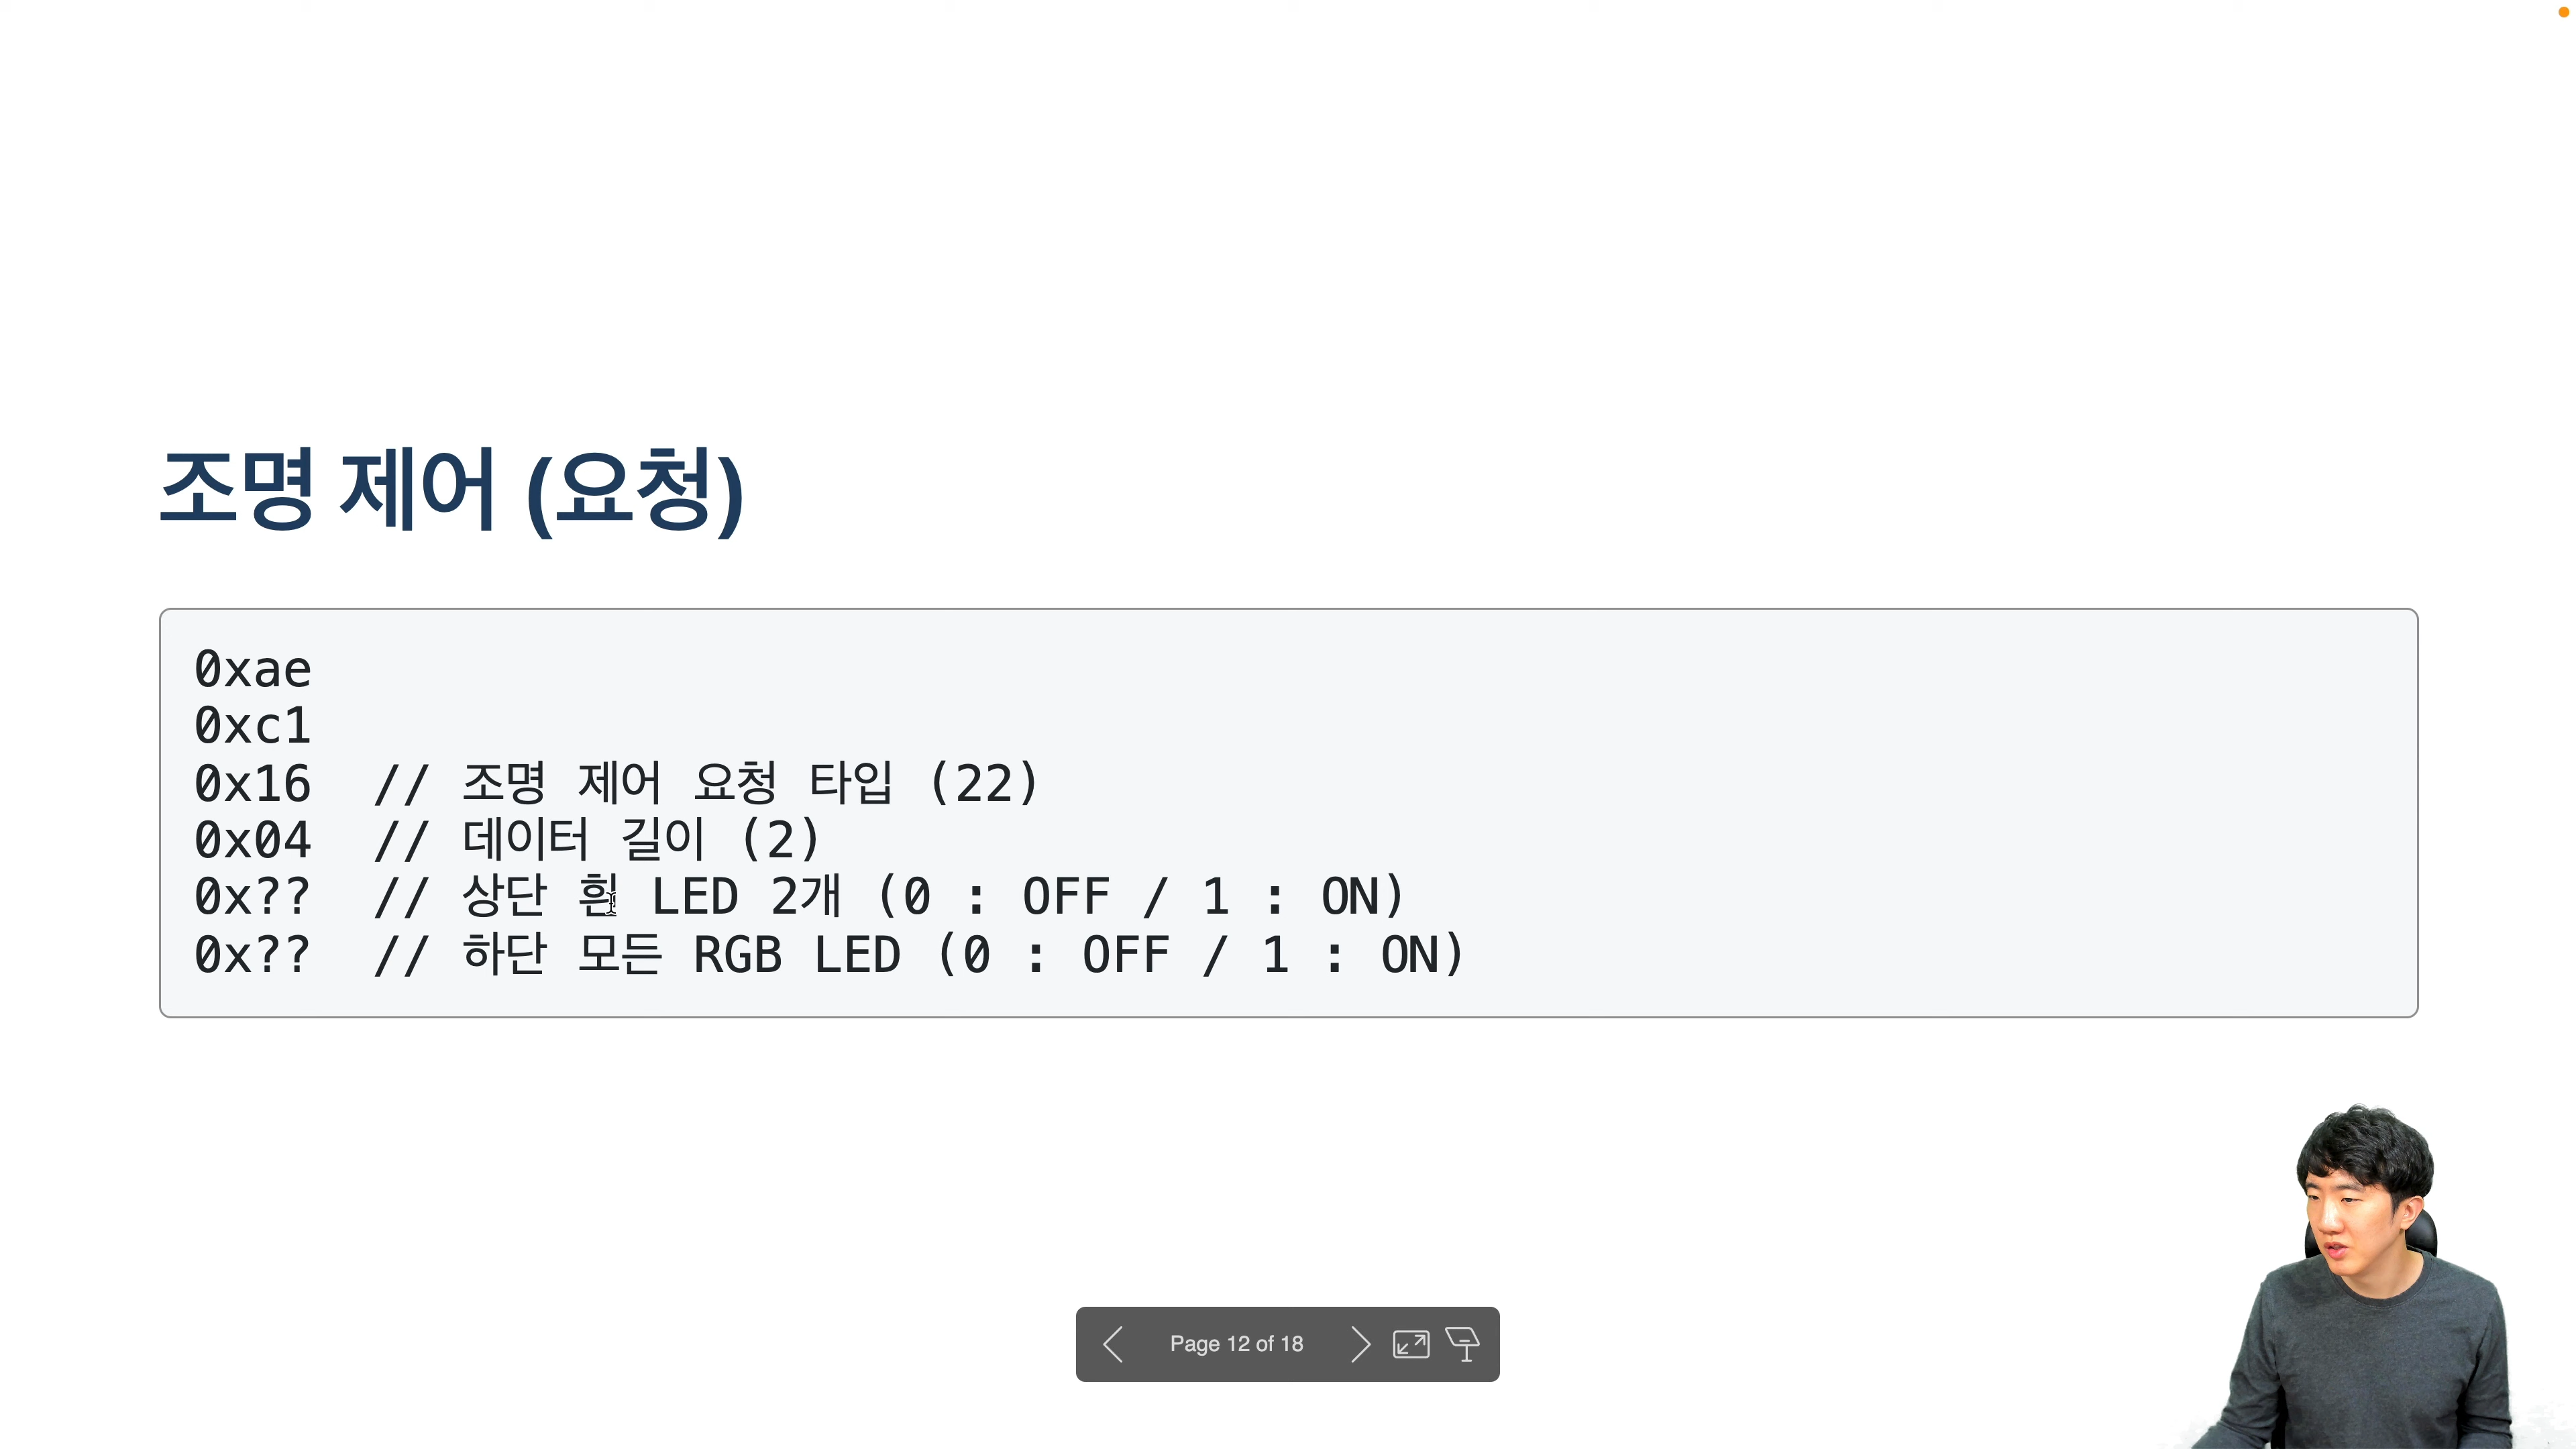 조명 제어 (요청)
0xae
0xc1
0x16 // 조명 제어 요청 타입 (22)
0x04 // 데이터 길이 (2)
0x?? // 상단 흰 LED 2개 (0 : OFF / 1 : ON)
0x?? // 하단 모든 RGB LED (0 : OFF / 1 : ON)
Page 12 of 18